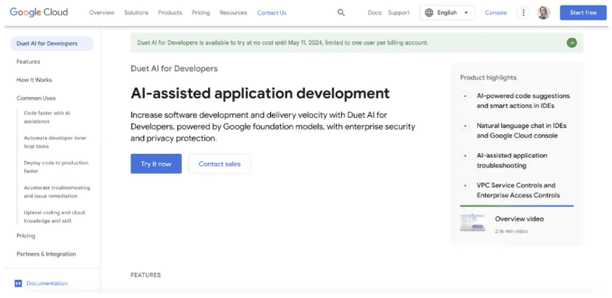 Google Cloud
Overview
Solutions
Products
Pricing
Resources
Contact Us
Docs
Support
English
Console
Start free
Duet AI for Developers
Features
How It Works
Common Uses
Code faster with AI
assistance
Automate developer inner
loop tasks
Deploy code to production
faster
Accelerate troubleshooting
and issue remediation
Uplevel coding and cloud
knowledge and skill
Pricing
Partners & Integration
Documentation
Duet AI for Developers is available to try at no cost until May 11, 2024, limited to one user per billing account.
Duet AI for Developers
AI-assisted application development
Increase software development and delivery velocity with Duet AI for
Developers, powered by Google foundation models, with enterprise security
and privacy protection.
Try it now
Contact sales
Product highlights
AI-powered code suggestions
and smart actions in IDEs
Natural language chat in IDEs
and Google Cloud console
AI-assisted application
troubleshooting
VPC Service Controls and
Enterprise Access Controls
Overview video
FEATURES